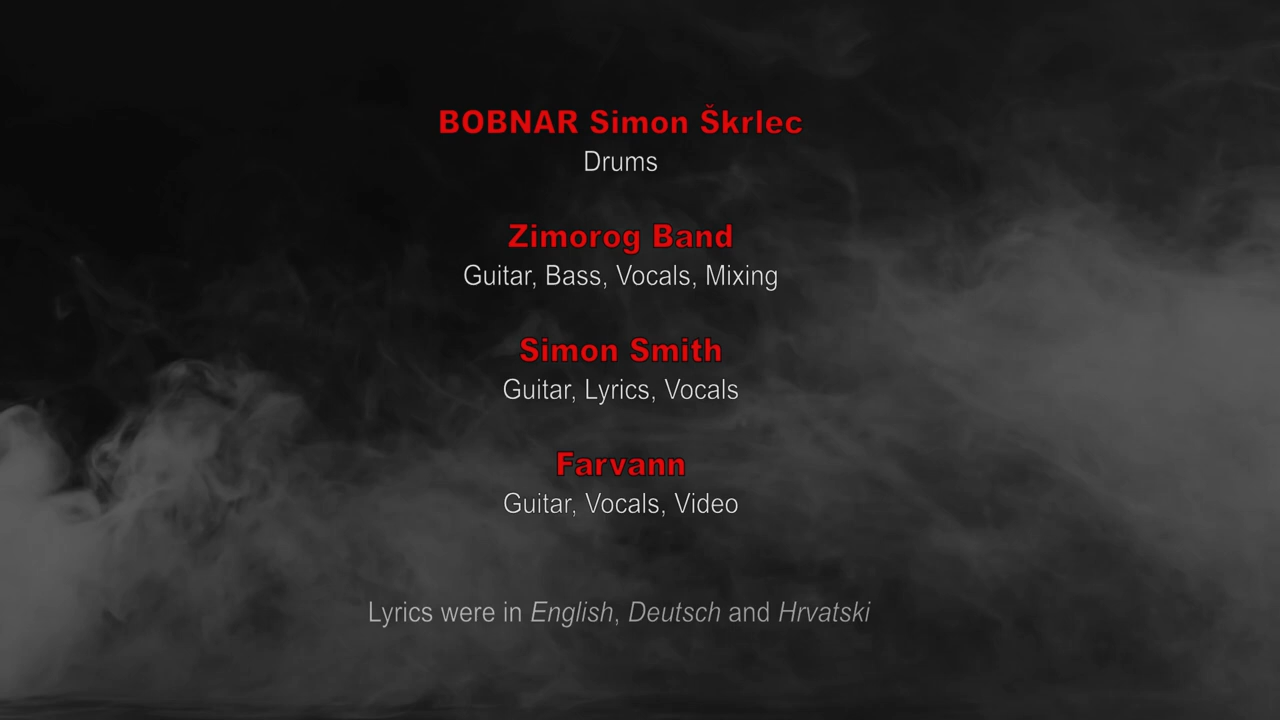 BOBNAR Simon Škrlec
Drums
Zimorog Band
Guitar, Bass, Vocals, Mixing
Simon Smith
Guitar, Lyrics, Vocals
Farvann
Guitar, Vocals, Video
Lyrics were in English, Deutsch and Hrvatski